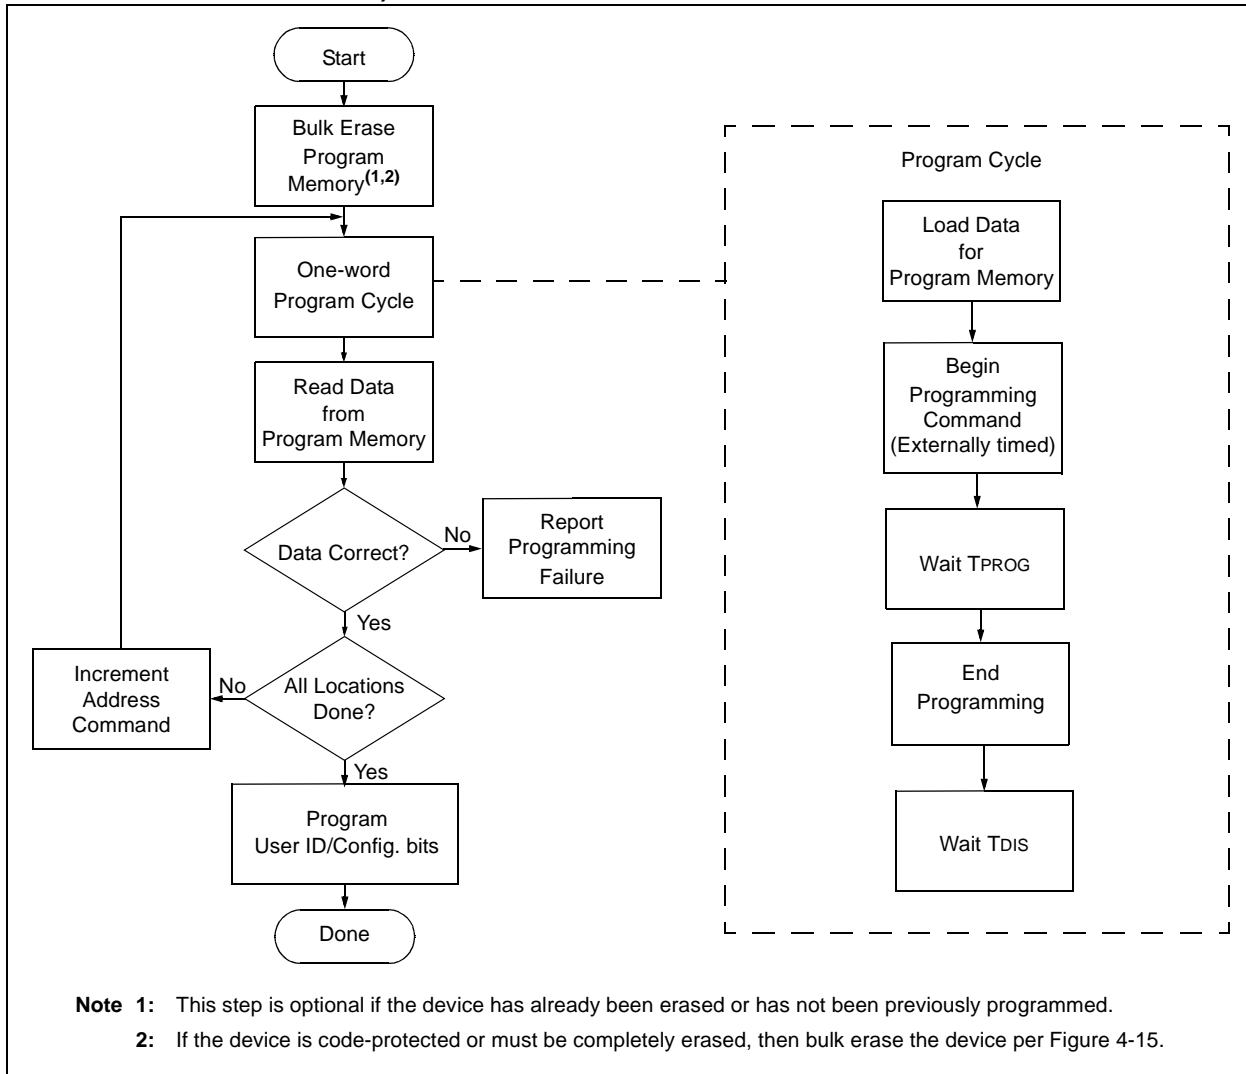 Start
Bulk Erase
Program
Memory(1,2)
One-word
Program Cycle
Read Data
from
Program Memory
Data Correct?
No
Report
Programming
Failure
Yes
All Locations
Done?
No
Increment
Address
Command
Yes
Program
User ID/Config. bits
Done
Program Cycle
Load Data
for
Program Memory
Begin
Programming
Command
(Externally timed)
Wait TPROG
End
Programming
Wait TDIS
Note 1: This step is optional if the device has already been erased or has not been previously programmed.
2: If the device is code-protected or must be completely erased, then bulk erase the device per Figure 4-15.